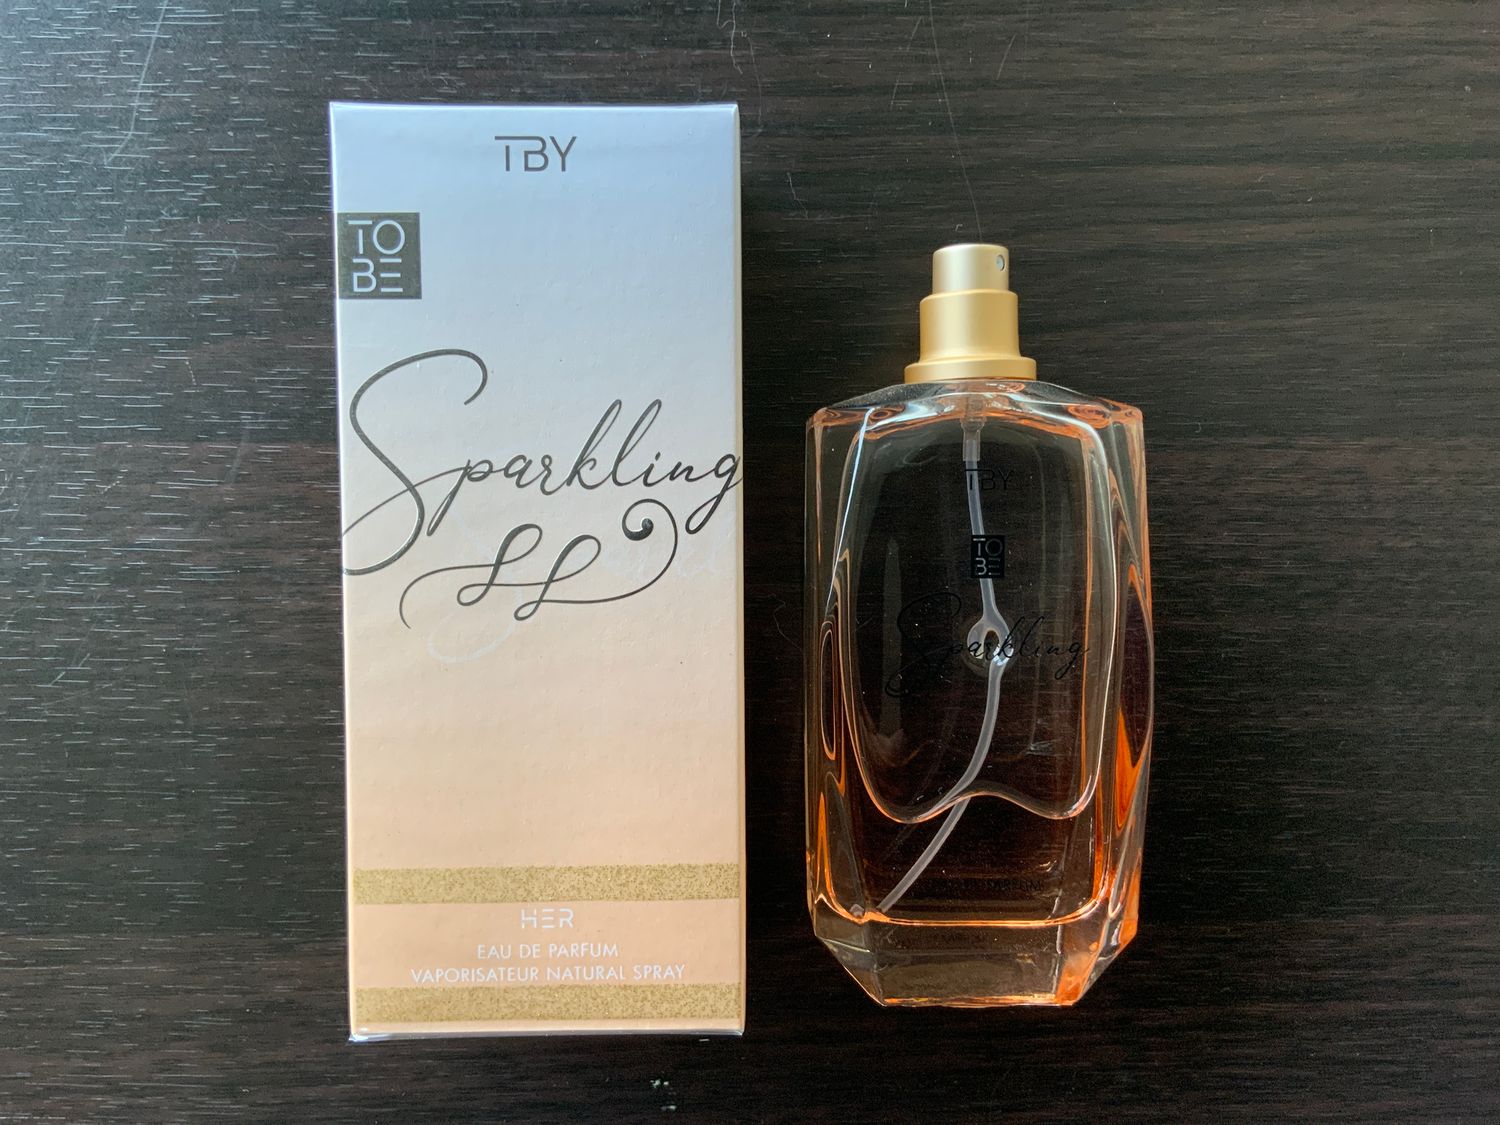 TBY
TO
BE
Sparkling
HER
EAU DE PARFUM
VAPORISATEUR NATURAL SPRAY
TBY
TO
BE
Sparkling